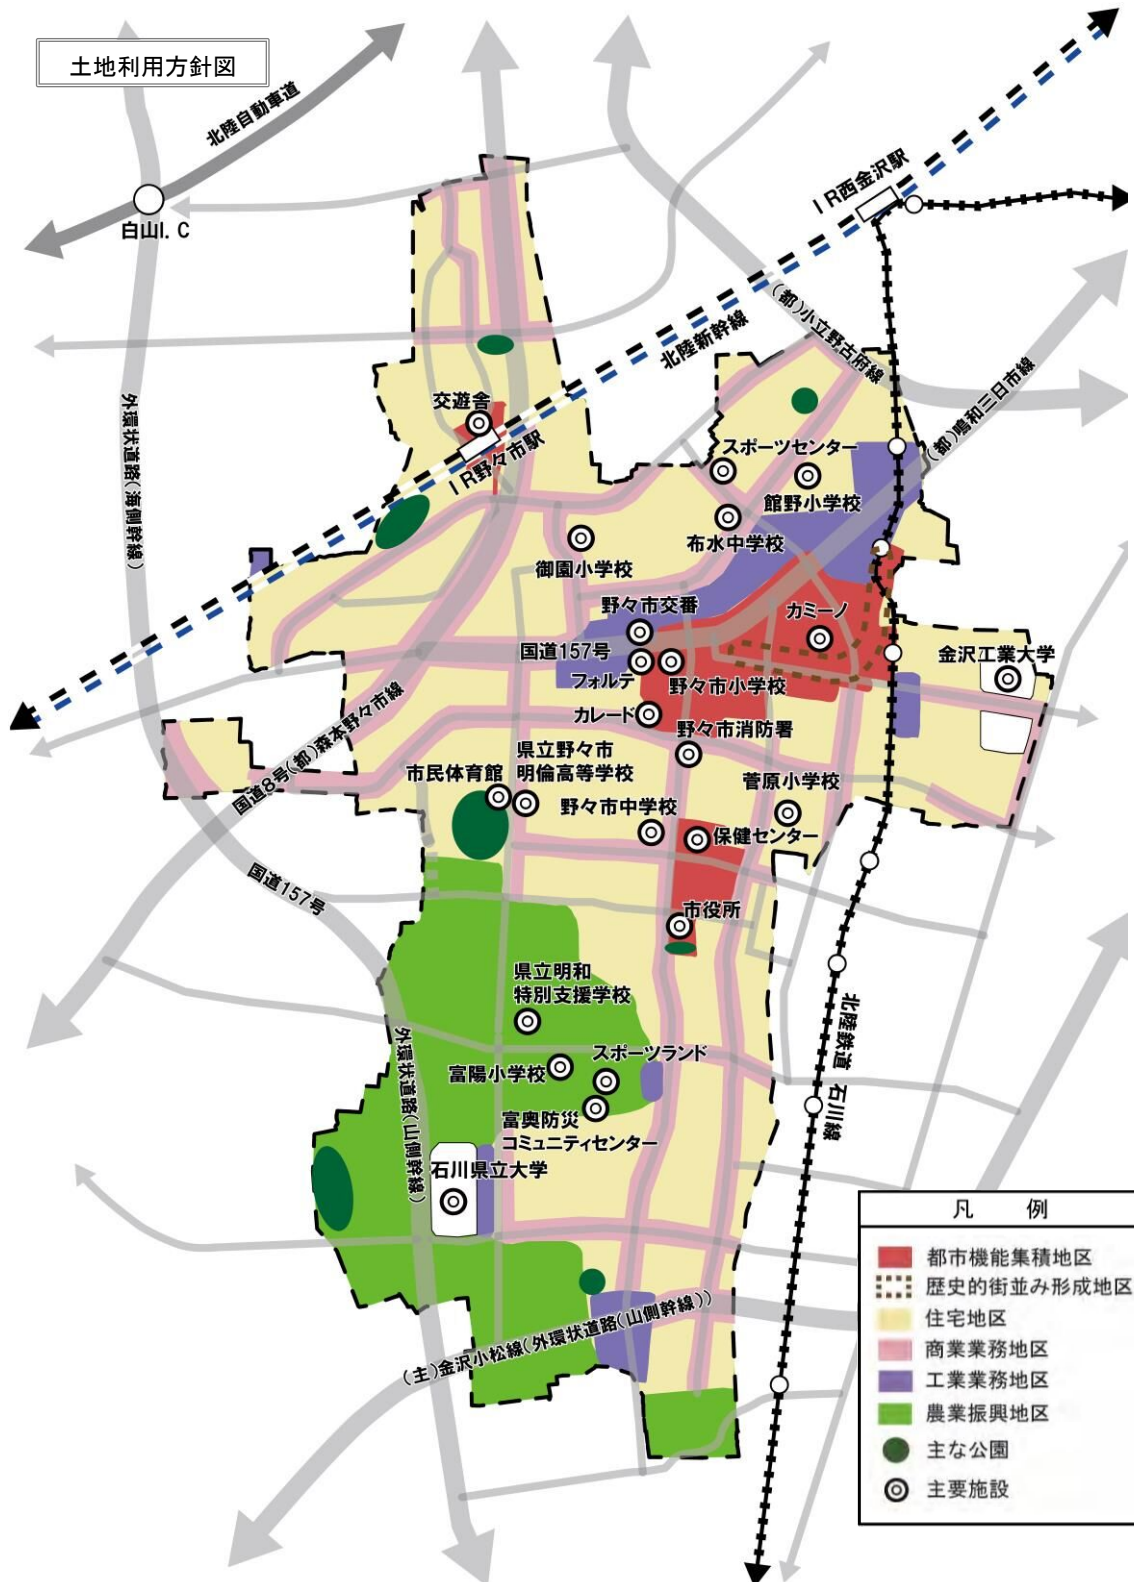 土地利用方針図
北陸自動車道
白山I. C
IR西金沢駅
(都)小立野古府線
北陸新幹線
(都)鳴和三日市線
外環状道路(海側幹線)
交遊舎
IR野々市駅
スポーツセンター
館野小学校
布水中学校
御園小学校
野々市交番
カミーノ
国道157号
金沢工業大学
フォルテ
野々市小学校
カレード
野々市消防署
国道8号(都)森本野々市線
県立野々市
明倫高等学校
市民体育館
菅原小学校
野々市中学校
保健センター
国道157号
市役所
県立明和
特別支援学校
北陸鉄道 石川線
外環状道路(山側幹線)
スポーツランド
富陽小学校
富奥防災
コミュニティセンター
石川県立大学
(主)金沢小松線(外環状道路(山側幹線))
凡 例
都市機能集積地区
歴史的街並み形成地区
住宅地区
商業業務地区
工業業務地区
農業振興地区
主な公園
主要施設